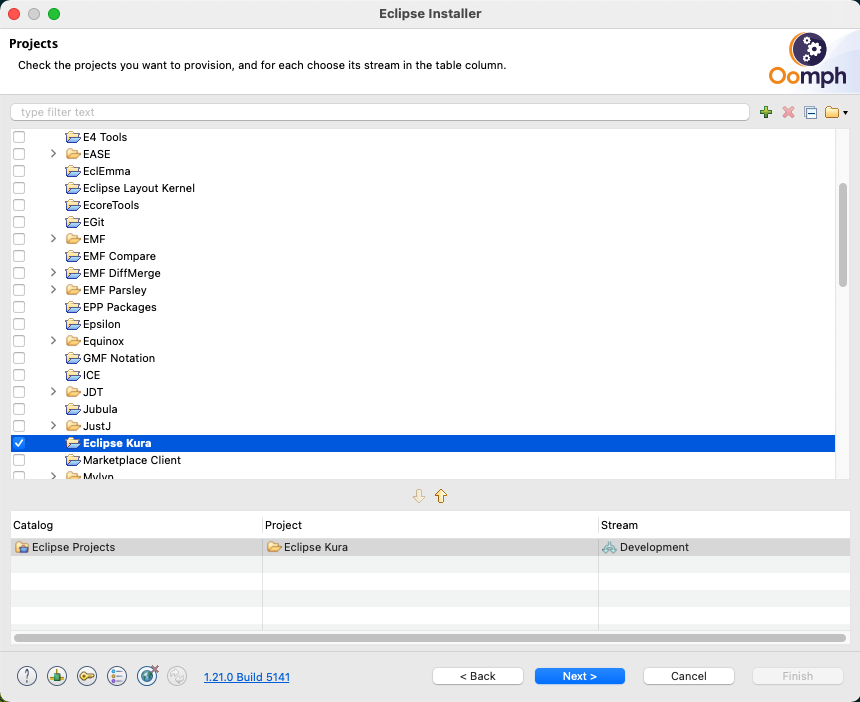 Eclipse Installer
Projects
Check the projects you want to provision, and for each choose its stream in the table column.
Oomph
type filter text
E4 Tools
EASE
EclEmma
Eclipse Layout Kernel
EcoreTools
EGit
EMF
EMF Compare
EMF DiffMerge
EMF Parsley
EPP Packages
Epsilon
Equinox
GMF Notation
ICE
JDT
Jubula
JustJ
Eclipse Kura
Marketplace Client
Mylyn
Catalog Project Stream
Eclipse Projects Eclipse Kura Development
1.21.0 Build 5141 < Back Next > Cancel Finish